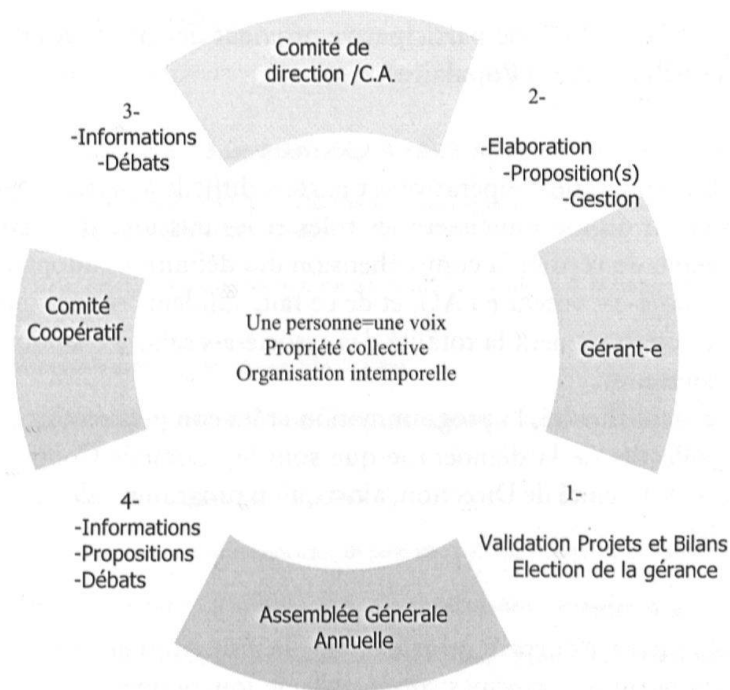 Comité de
direction /C.A.
3-
-Informations
-Débats
2-
-Elaboration
-Proposition(s)
-Gestion
Comité
Coopératif.
Une personne=une voix
Propriété collective
Organisation intemporelle
Gérant-e
4-
-Informations
-Propositions
-Débats
1-
Validation Projets et Bilans
Election de la gérance
Assemblée Générale
Annuelle